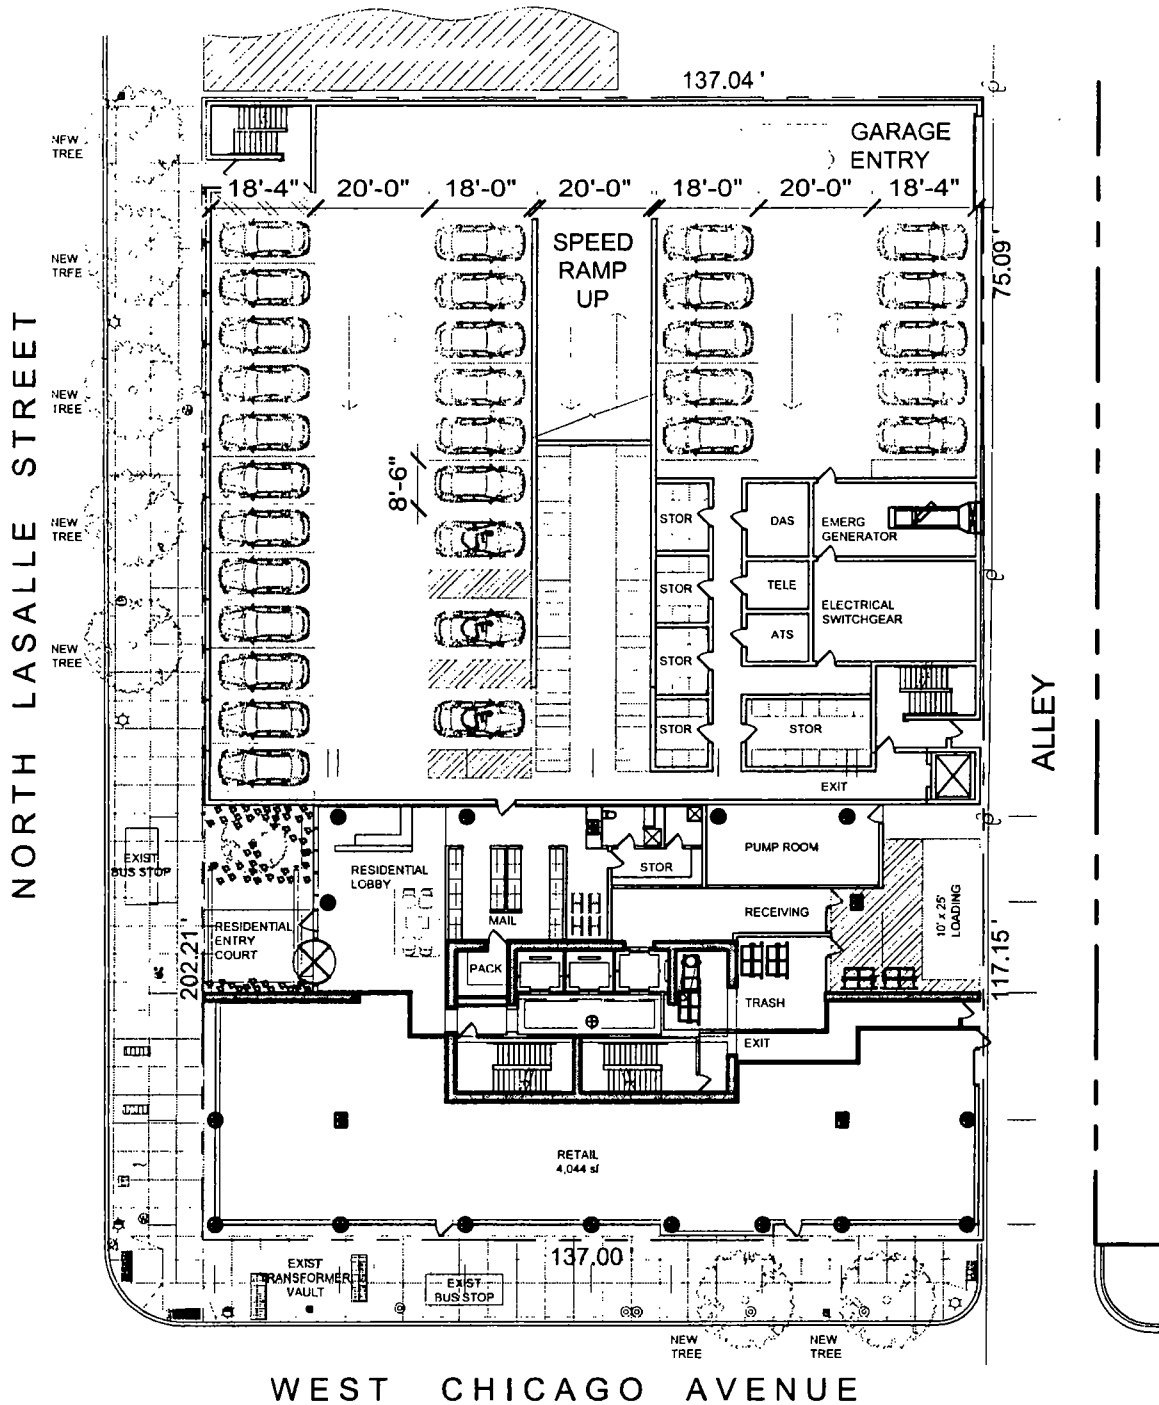 137.04 '
GARAGE
ENTRY
NEW
TREE
18'-4" 20'-0" 18'-0" 20'-0" 18'-0" 20'-0" 18'-4"
SPEED
RAMP
UP
75.09 '
NEW
TREE
NORTH LASALLE STREET
NEW
TREE
8'-6"
NEW
TREE
STOR
DAS
EMERG
GENERATOR
STOR
TELE
ELECTRICAL
SWITCHGEAR
ATS
NEW
TREE
STOR
STOR
STOR
ALLEY
EXIT
EXIST
BUS STOP
RESIDENTIAL
LOBBY
STOR
PUMP ROOM
MAIL
RECEIVING
10' x 25'
LOADING
RESIDENTIAL
ENTRY
COURT
202.21 '
PACK
117.15 '
TRASH
EXIT
RETAIL
4,044 sf
137.00 '
EXIST
TRANSFORMER
VAULT
EXIST
BUS STOP
NEW
TREE
NEW
TREE
WEST CHICAGO AVENUE